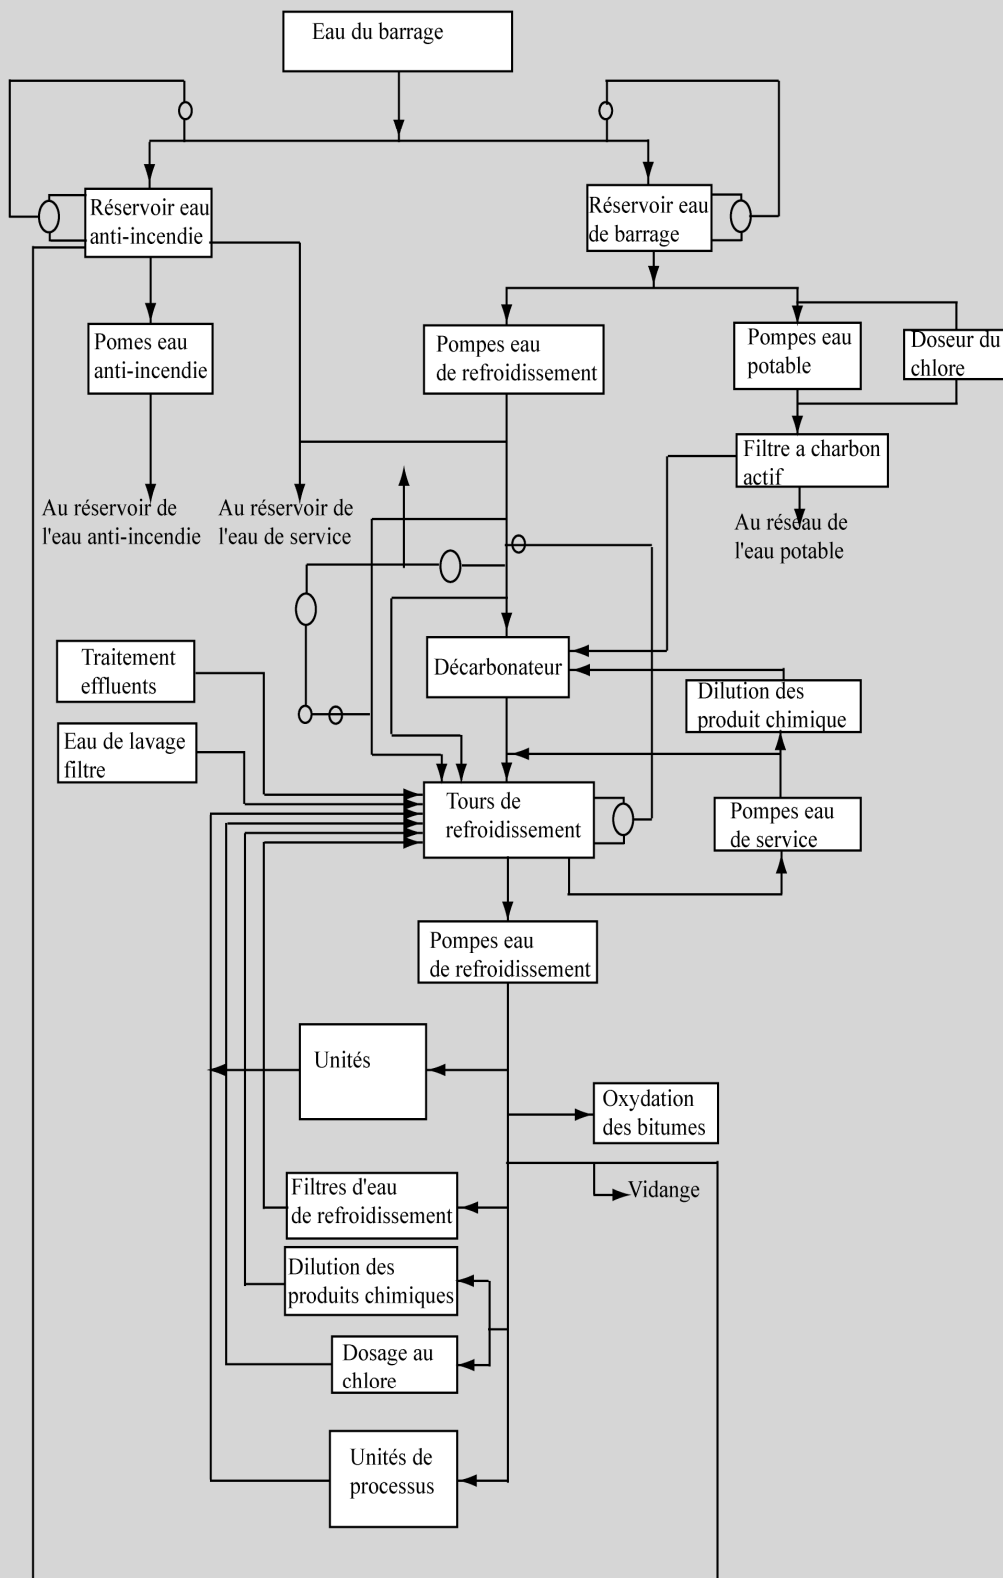 Eau du barrage
Réservoir eau
anti-incendie
Réservoir eau
de barrage
Pomes eau
anti-incendie
Pompes eau
de refroidissement
Pompes eau
potable
Doseur du
chlore
Filtre a charbon
actif
Au réservoir de
l'eau anti-incendie
Au réservoir de
l'eau de service
Au réseau de
l'eau potable
Traitement
effluents
Décarbonateur
Dilution des
produit chimique
Eau de lavage
filtre
Tours de
refroidissement
Pompes eau
de service
Pompes eau
de refroidissement
Unités
Oxydation
des bitumes
Filtres d'eau
de refroidissement
Vidange
Dilution des
produits chimiques
Dosage au
chlore
Unités de
processus